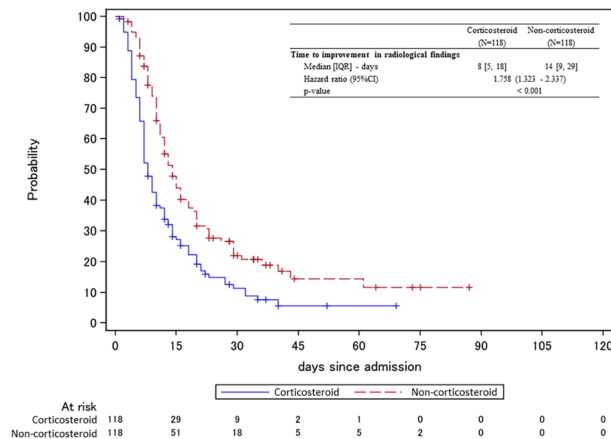 Corticosteroid Non-corticosteroid
(N=118) (N=118)
Time to improvement in radiological findings
Median [IQR] - days 8 [5, 18] 14 [9, 29]
Hazard ratio (95%CI) 1.758 (1.323 - 2.337)
p-value < 0.001
100
90
80
70
60
50
40
30
20
10
0
Probability
0 15 30 45 60 75 90 105 120
days since admission
Corticosteroid Non-corticosteroid
At risk
Corticosteroid 118 29 9 2 1 0 0 0 0
Non-corticosteroid 118 51 18 5 5 2 0 0 0